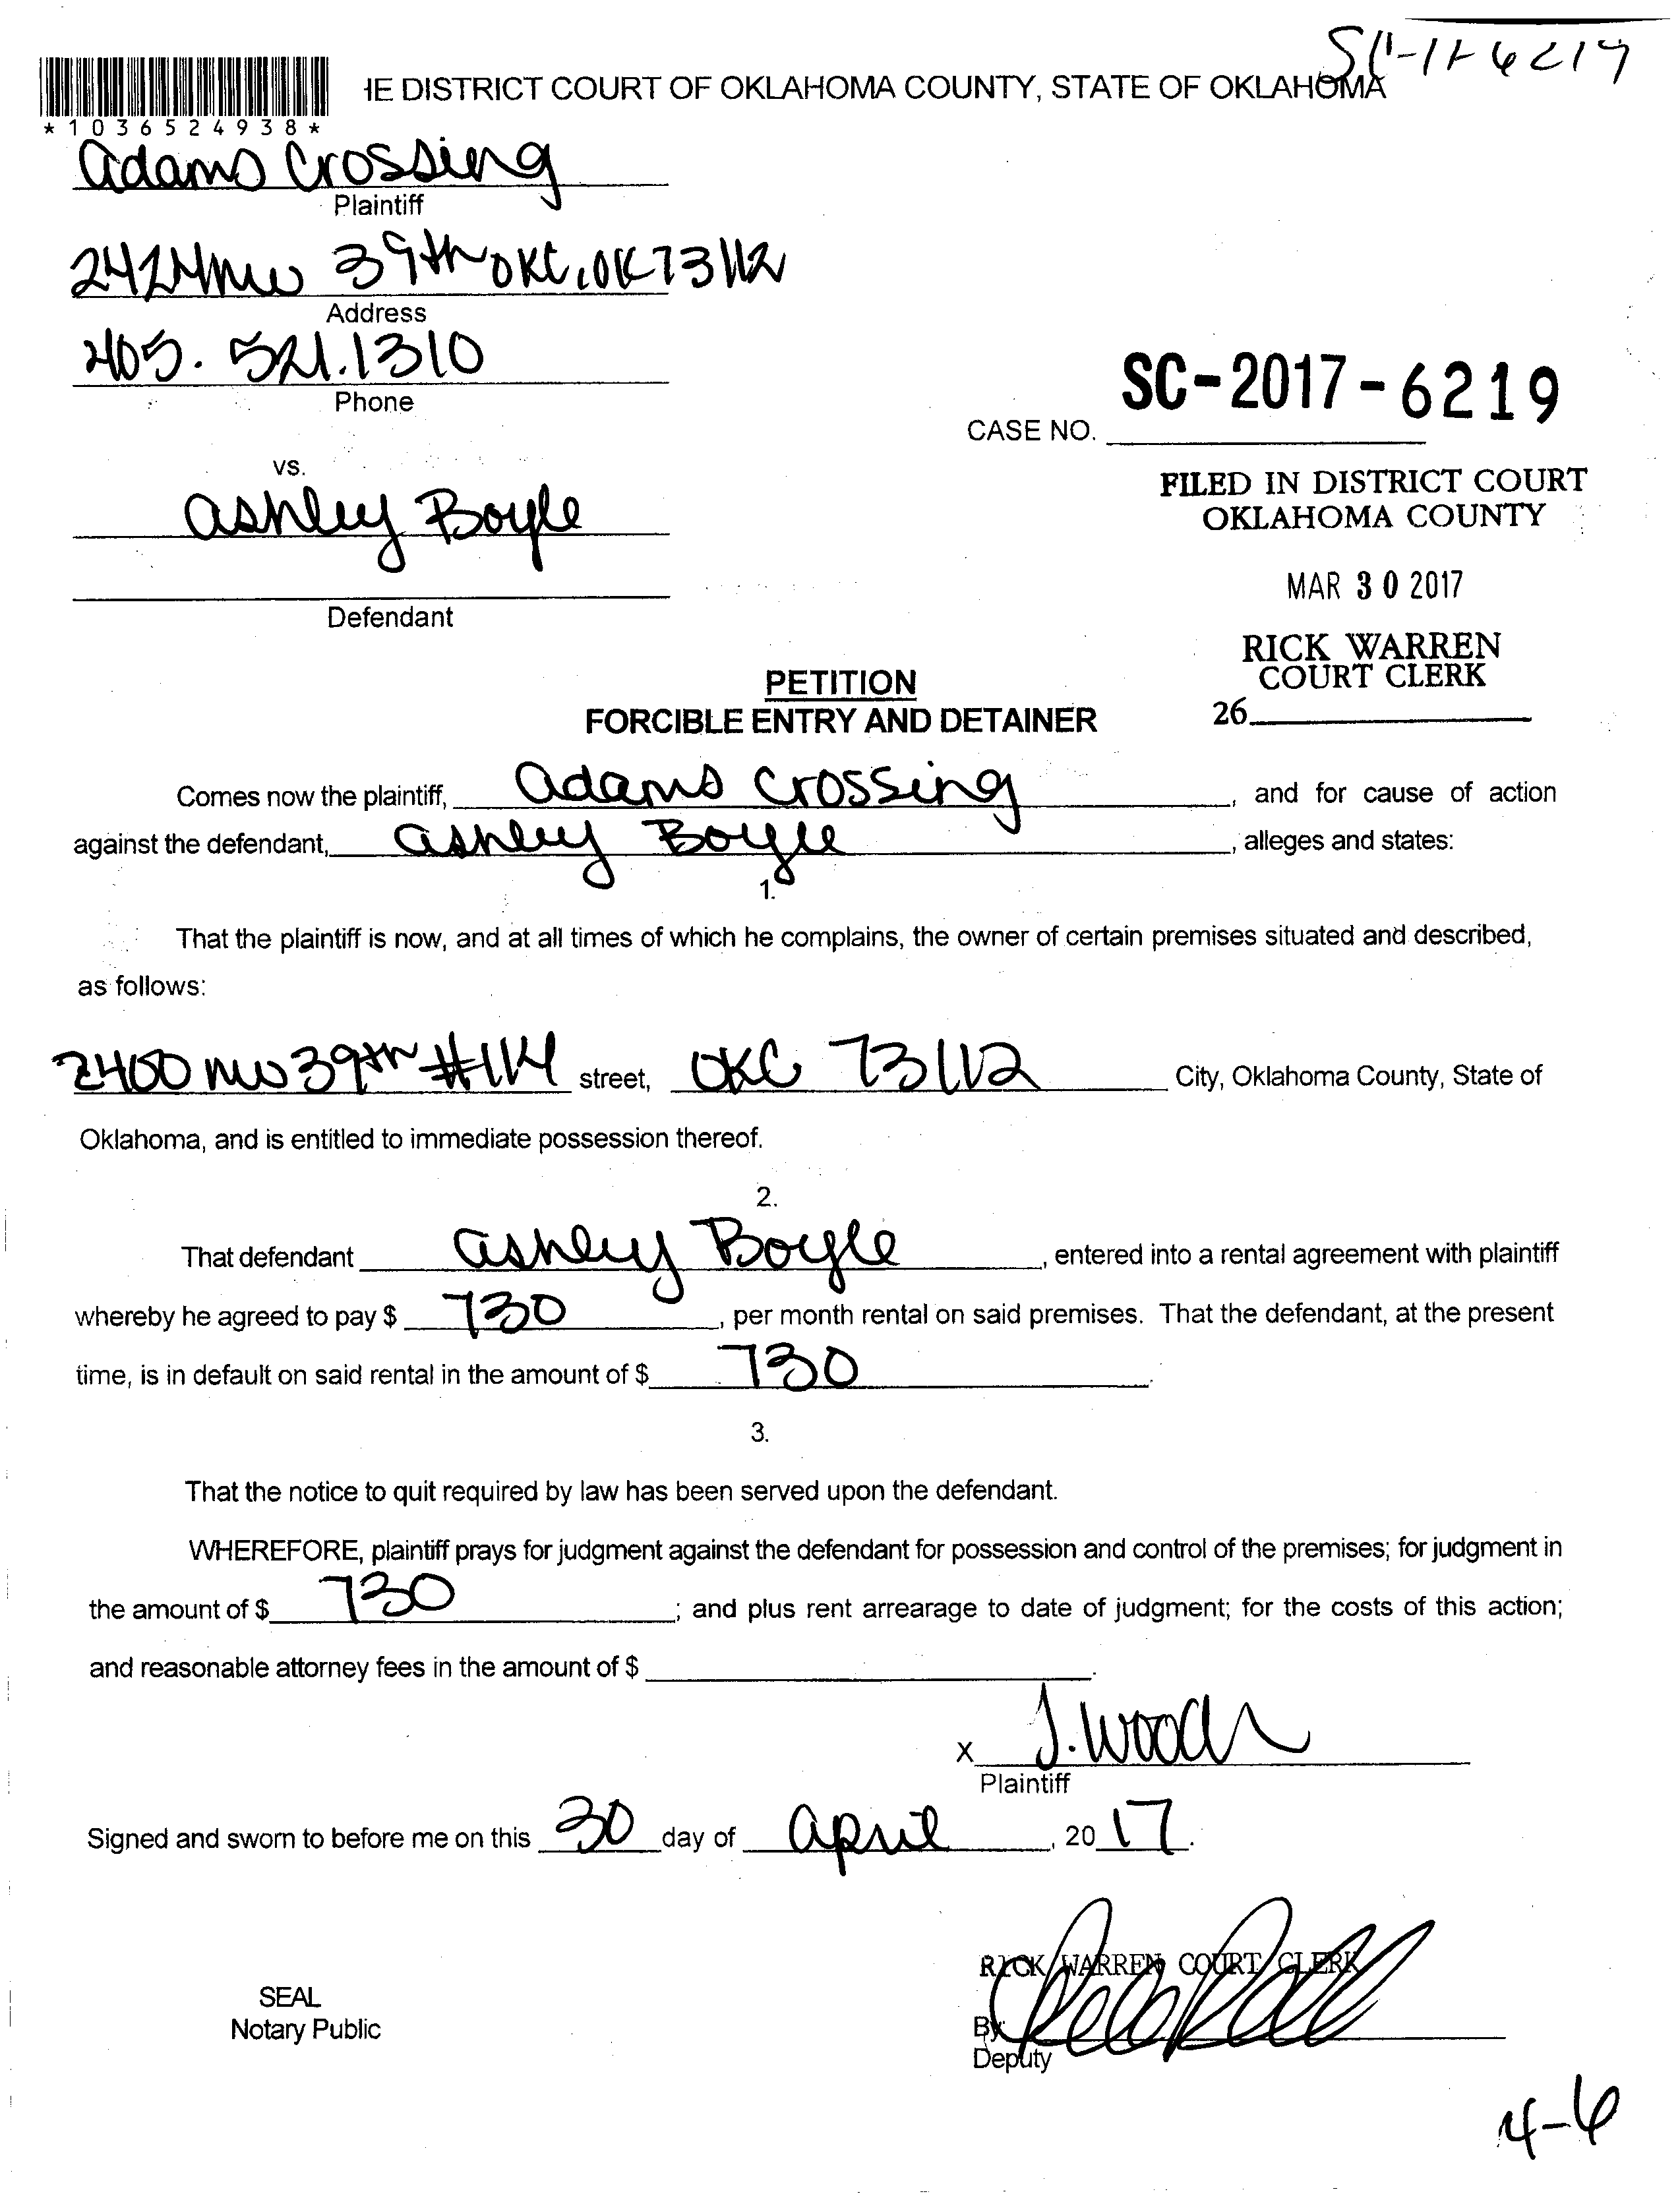 SC-17-6219
IE DISTRICT COURT OF OKLAHOMA COUNTY, STATE OF OKLAHOMA
*1036524938*
Adams Crossing
Plaintiff
2424 NW 39th OKC, OK 73112
Address
405. 521.1310
Phone
SC-2017-6219
CASE NO.
vs.
Ashley Boyle
Defendant
FILED IN DISTRICT COURT
OKLAHOMA COUNTY
MAR 30 2017
RICK WARREN
COURT CLERK
26
PETITION
FORCIBLE ENTRY AND DETAINER
Comes now the plaintiff, Adams Crossing, and for cause of action
against the defendant, Ashley Boyle, alleges and states:
1.
That the plaintiff is now, and at all times of which he complains, the owner of certain premises situated and described,
as follows:
2400 NW 39th #114 street, OKC 73112 City, Oklahoma County, State of
Oklahoma, and is entitled to immediate possession thereof.
2.
That defendant Ashley Boyle, entered into a rental agreement with plaintiff
whereby he agreed to pay $ 730, per month rental on said premises. That the defendant, at the present
time, is in default on said rental in the amount of $ 730.
3.
That the notice to quit required by law has been served upon the defendant.
WHEREFORE, plaintiff prays for judgment against the defendant for possession and control of the premises; for judgment in
the amount of $ 730; and plus rent arrearage to date of judgment; for the costs of this action;
and reasonable attorney fees in the amount of $ .
X J. Woods
Plaintiff
Signed and sworn to before me on this 30 day of April, 2017.
RICK WARREN COURT CLERK
SEAL
Notary Public
By
Deputy
4-6